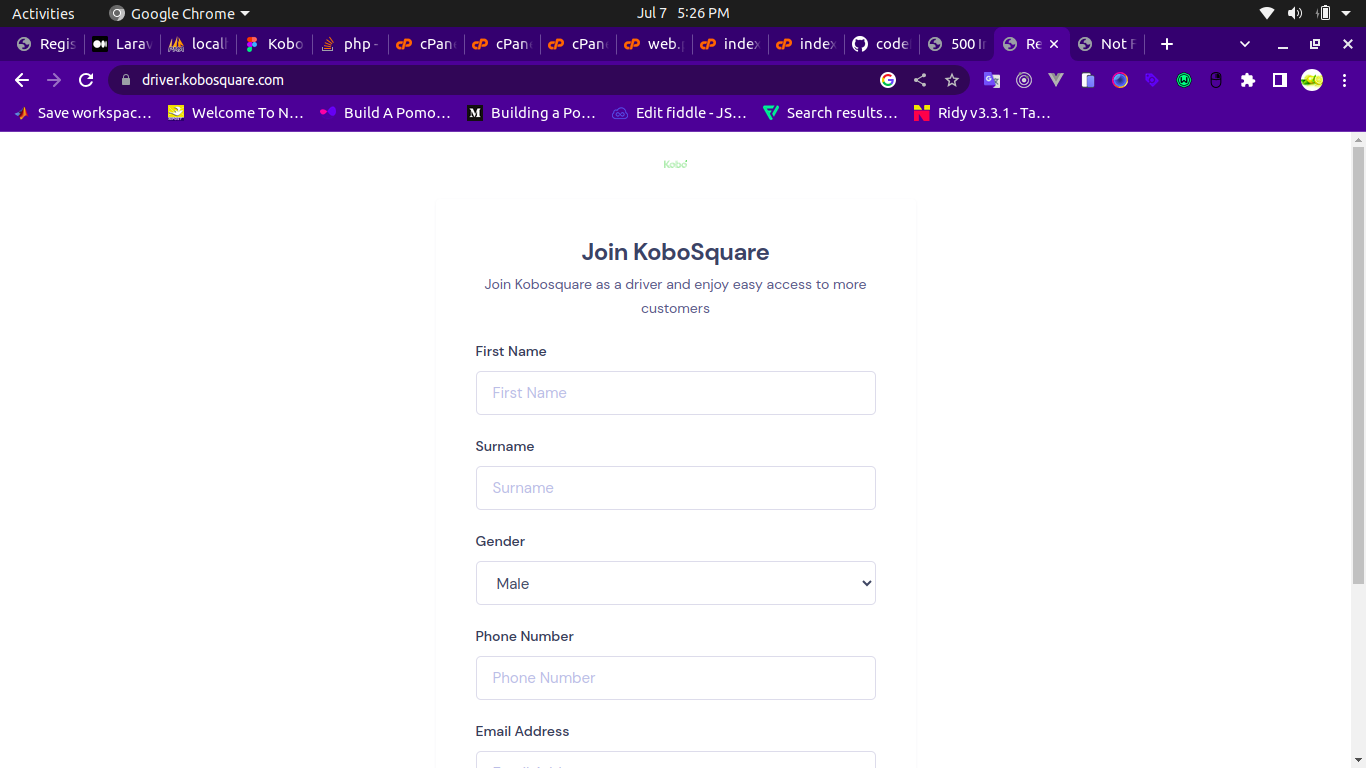 Activities Google Chrome Jul 7 5:26 PM
Regis Larav local Kobo php - cPan cPan cPan web.p index index code 500 In Re Not F
driver.kobosquare.com
Save workspac... Welcome To N... Build A Pomo... M Building a Po... Edit fiddle - JS... Search results... Ridy v3.3.1 - Ta...
Kobo
Join KoboSquare
Join Kobosquare as a driver and enjoy easy access to more
customers
First Name
First Name
Surname
Surname
Gender
Male
Phone Number
Phone Number
Email Address